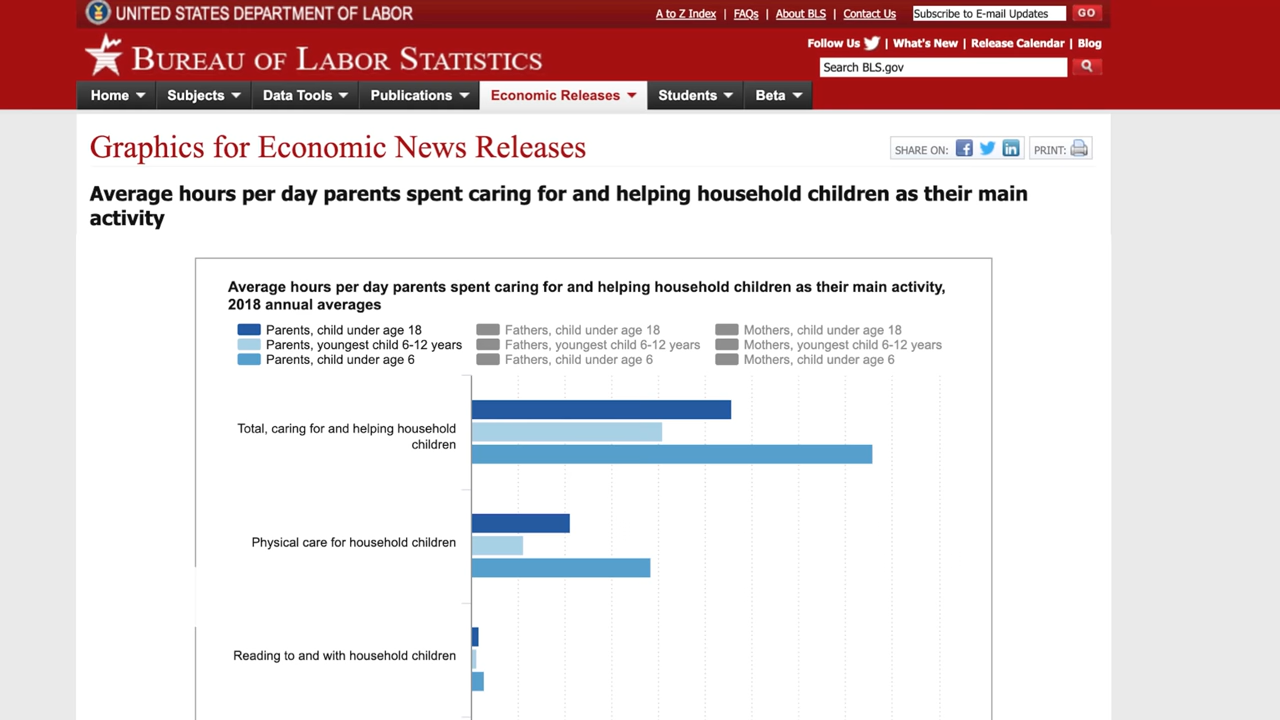 UNITED STATES DEPARTMENT OF LABOR
A to Z Index | FAQs | About BLS | Contact Us
Subscribe to E-mail Updates GO
Follow Us | What's New | Release Calendar | Blog
BUREAU OF LABOR STATISTICS
Search BLS.gov
Home Subjects Data Tools Publications Economic Releases Students Beta
Graphics for Economic News Releases
SHARE ON: PRINT:
Average hours per day parents spent caring for and helping household children as their main
activity
Average hours per day parents spent caring for and helping household children as their main activity,
2018 annual averages
Parents, child under age 18 Fathers, child under age 18 Mothers, child under age 18
Parents, youngest child 6-12 years Fathers, youngest child 6-12 years Mothers, youngest child 6-12 years
Parents, child under age 6 Fathers, child under age 6 Mothers, child under age 6
Total, caring for and helping household
children
Physical care for household children
Reading to and with household children